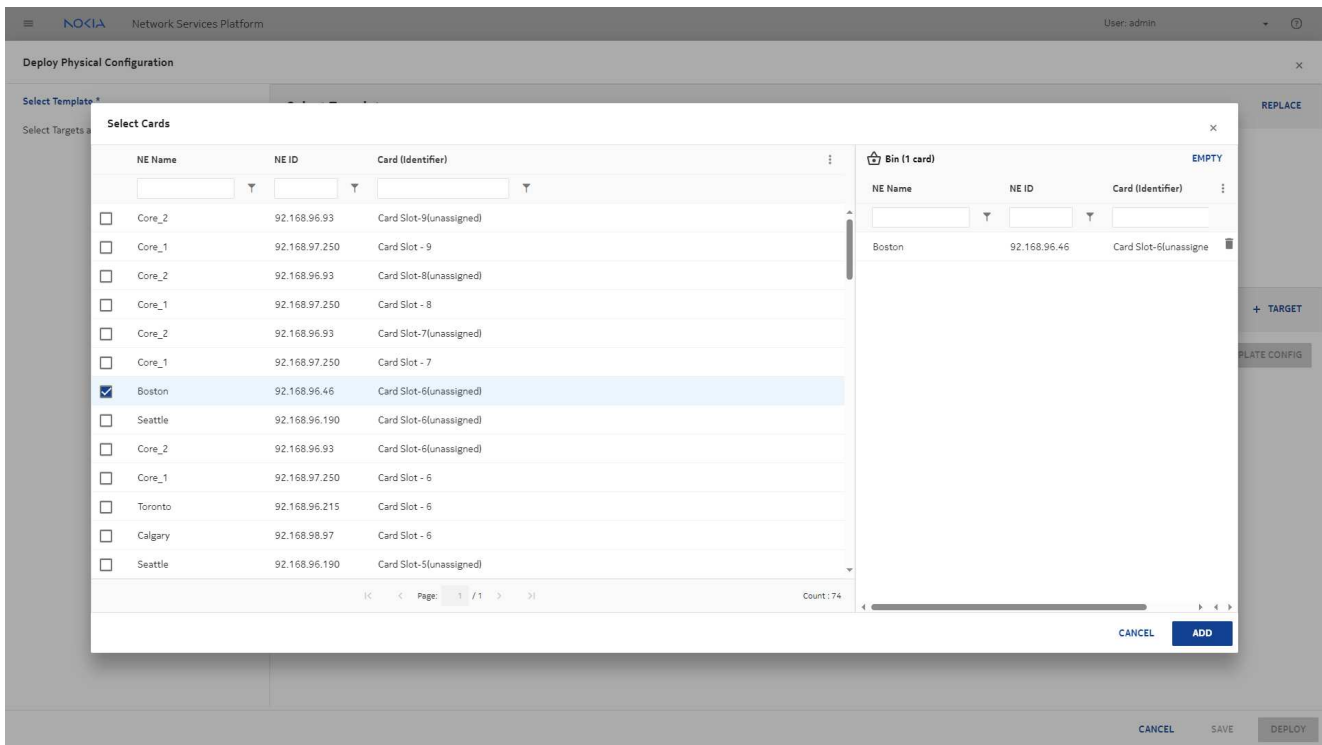 NOKIA Network Services Platform User: admin
Deploy Physical Configuration
Select Template *
REPLACE
Select Targets a
Select Cards
NE Name NE ID Card (Identifier)
Core_2 92.168.96.93 Card Slot-9(unassigned)
Core_1 92.168.97.250 Card Slot - 9
Core_2 92.168.96.93 Card Slot-8(unassigned)
Core_1 92.168.97.250 Card Slot - 8
Core_2 92.168.96.93 Card Slot-7(unassigned)
Core_1 92.168.97.250 Card Slot - 7
Boston 92.168.96.46 Card Slot-6(unassigned)
Seattle 92.168.96.190 Card Slot-6(unassigned)
Core_2 92.168.96.93 Card Slot-6(unassigned)
Core_1 92.168.97.250 Card Slot - 6
Toronto 92.168.96.215 Card Slot - 6
Calgary 92.168.98.97 Card Slot - 6
Seattle 92.168.96.190 Card Slot-5(unassigned)
Page: 1 / 1 Count : 74
Bin (1 card) EMPTY
NE Name NE ID Card (Identifier)
Boston 92.168.96.46 Card Slot-6(unassigne
CANCEL ADD
+ TARGET
PLATE CONFIG
CANCEL SAVE DEPLOY